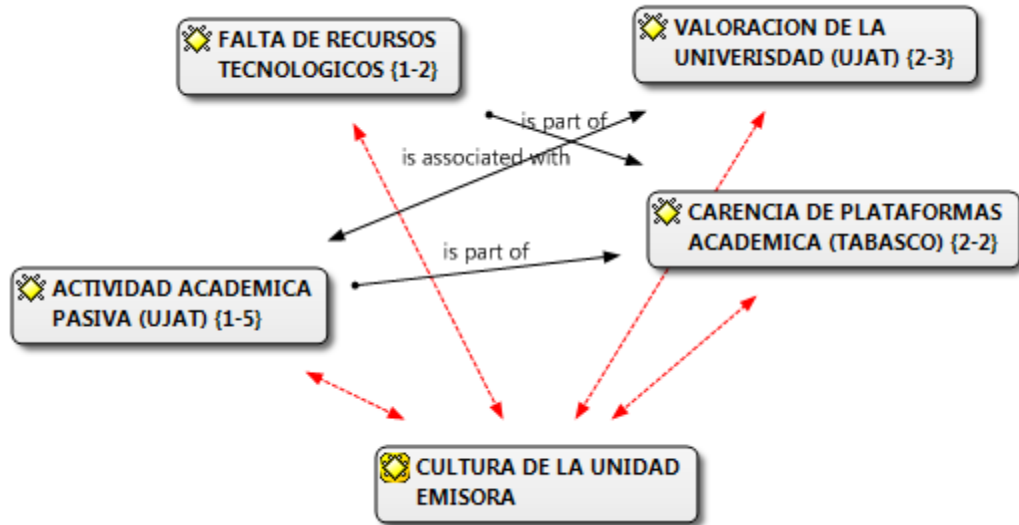 FALTA DE RECURSOS
TECNOLOGICOS {1-2}
VALORACION DE LA
UNIVERISDAD (UJAT) {2-3}
is part of
is associated with
CARENCIA DE PLATAFORMAS
ACADEMICA (TABASCO) {2-2}
is part of
ACTIVIDAD ACADEMICA
PASIVA (UJAT) {1-5}
CULTURA DE LA UNIDAD
EMISORA